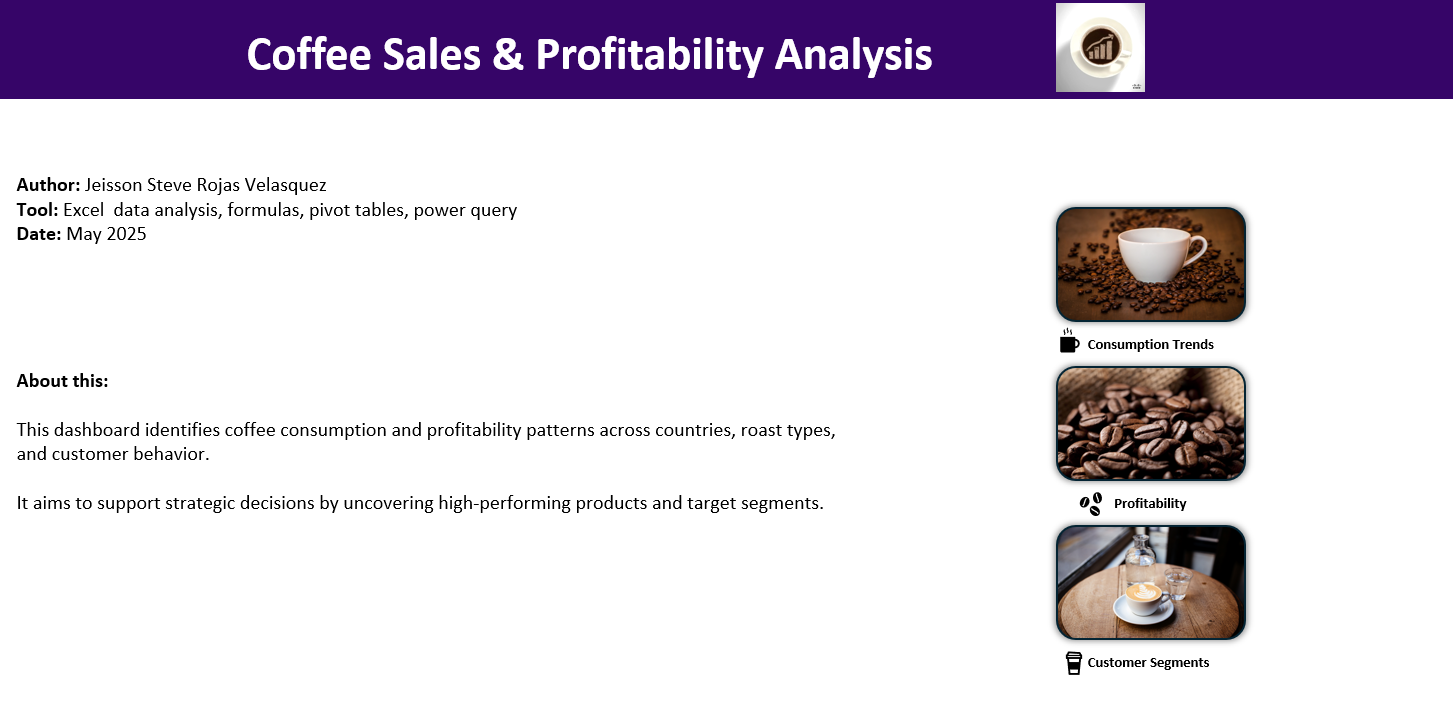 Coffee Sales & Profitability Analysis
Author: Jeisson Steve Rojas Velasquez
Tool: Excel  data analysis, formulas, pivot tables, power query
Date: May 2025
About this:
This dashboard identifies coffee consumption and profitability patterns across countries, roast types,
and customer behavior.
It aims to support strategic decisions by uncovering high-performing products and target segments.
Consumption Trends
Profitability
Customer Segments